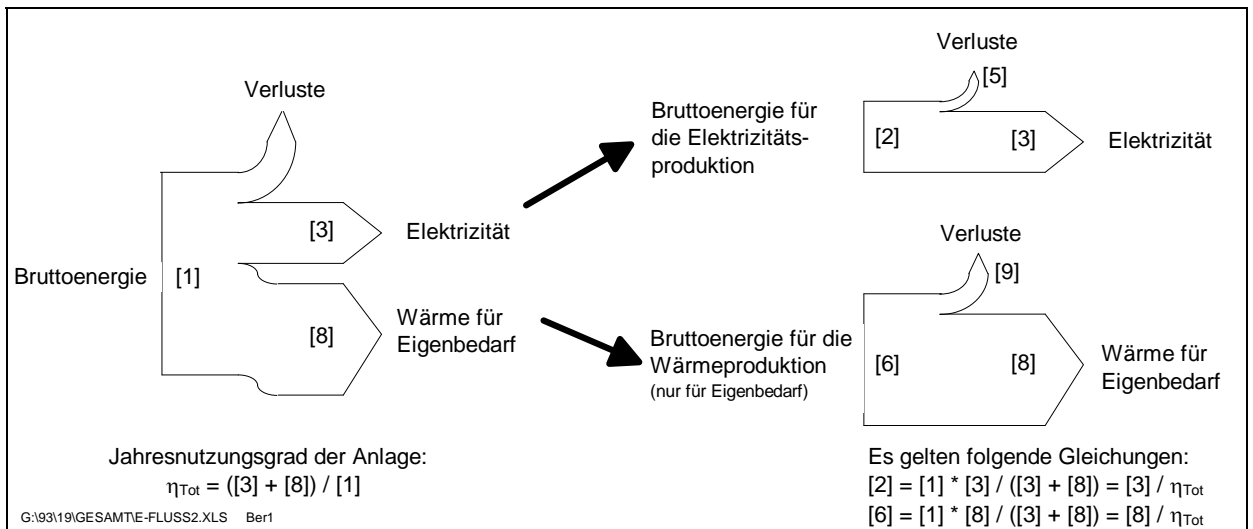 Verluste
Bruttoenergie [1]
[3] Elektrizität
[8] Wärme für
Eigenbedarf
Jahresnutzungsgrad der Anlage:
ηTot = ([3] + [8]) / [1]
G:\93\19\GESAMT\E-FLUSS2.XLS Ber1
Bruttoenergie für
die Elektrizitäts-
produktion
Verluste
[5]
[2] [3] Elektrizität
Bruttoenergie für die
Wärmeproduktion
(nur für Eigenbedarf)
Verluste
[9]
[6] [8] Wärme für
Eigenbedarf
Es gelten folgende Gleichungen:
[2] = [1] * [3] / ([3] + [8]) = [3] / ηTot
[6] = [1] * [8] / ([3] + [8]) = [8] / ηTot